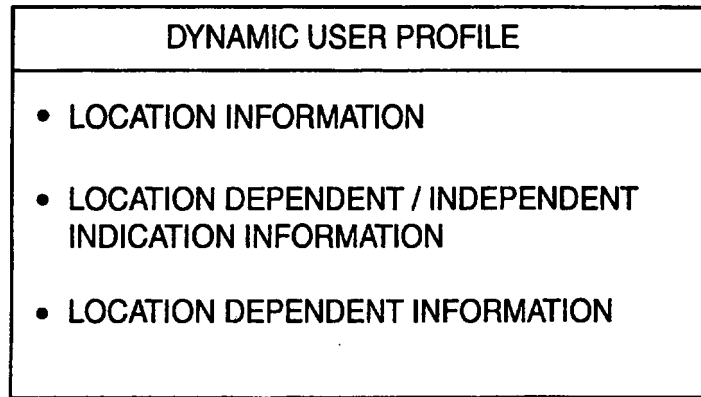 DYNAMIC USER PROFILE
• LOCATION INFORMATION
• LOCATION DEPENDENT / INDEPENDENT
INDICATION INFORMATION
• LOCATION DEPENDENT INFORMATION